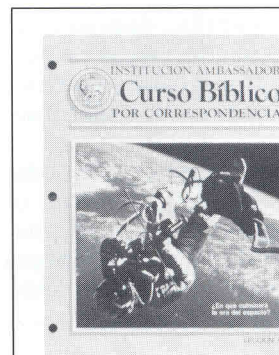 INSTITUCION AMBASSADOR
Curso Bíblico
POR CORRESPONDENCIA
¿En qué culminará
la era del espacio?